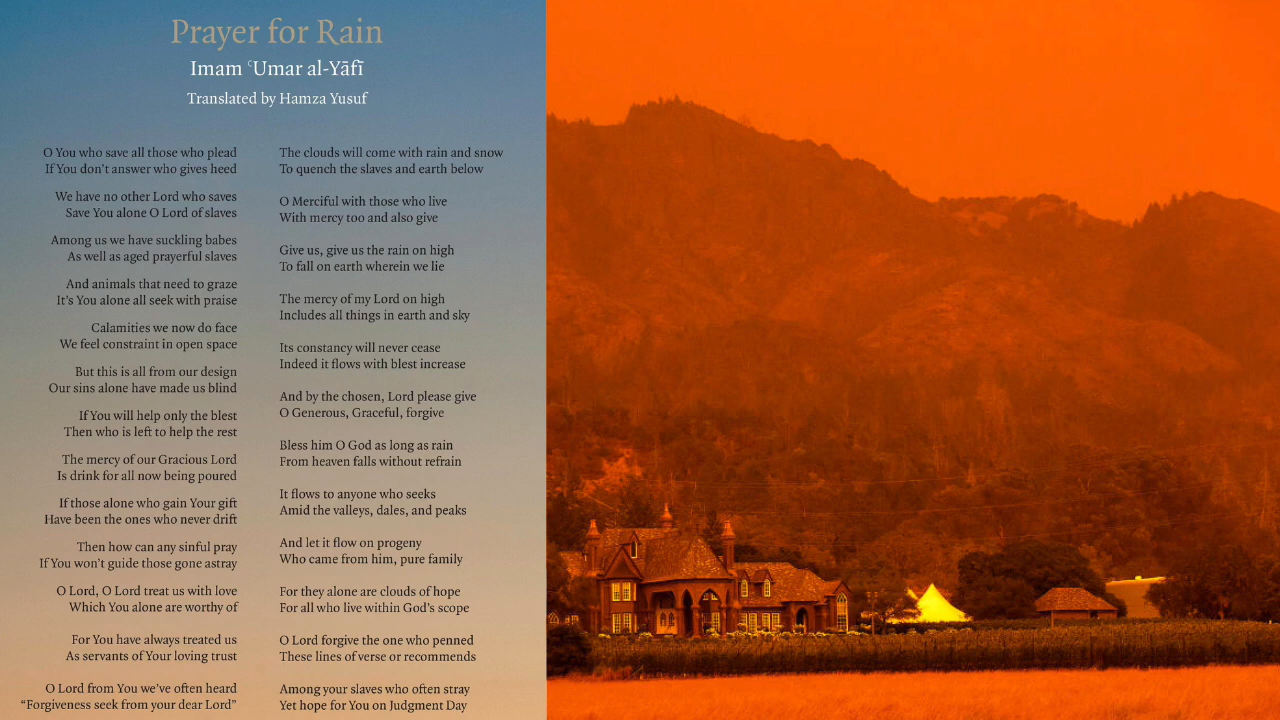 Prayer for Rain
Imam ʿUmar al-Yāfī
Translated by Hamza Yusuf
O You who save all those who plead
If You don't answer who gives heed
We have no other Lord who saves
Save You alone O Lord of slaves
Among us we have suckling babes
As well as aged prayerful slaves
And animals that need to graze
It's You alone all seek with praise
Calamities we now do face
We feel constraint in open space
But this is all from our design
Our sins alone have made us blind
If You will help only the blest
Then who is left to help the rest
The mercy of our Gracious Lord
Is drink for all now being poured
If those alone who gain Your gift
Have been the ones who never drift
Then how can any sinful pray
If You won't guide those gone astray
O Lord, O Lord treat us with love
Which You alone are worthy of
For You have always treated us
As servants of Your loving trust
O Lord from You we've often heard
"Forgiveness seek from your dear Lord"
The clouds will come with rain and snow
To quench the slaves and earth below
O Merciful with those who live
With mercy too and also give
Give us, give us the rain on high
To fall on earth wherein we lie
The mercy of my Lord on high
Includes all things in earth and sky
Its constancy will never cease
Indeed it flows with blest increase
And by the chosen, Lord please give
O Generous, Graceful, forgive
Bless him O God as long as rain
From heaven falls without refrain
It flows to anyone who seeks
Amid the valleys, dales, and peaks
And let it flow on progeny
Who came from him, pure family
For they alone are clouds of hope
For all who live within God's scope
O Lord forgive the one who penned
These lines of verse or recommends
Among your slaves who often stray
Yet hope for You on Judgment Day